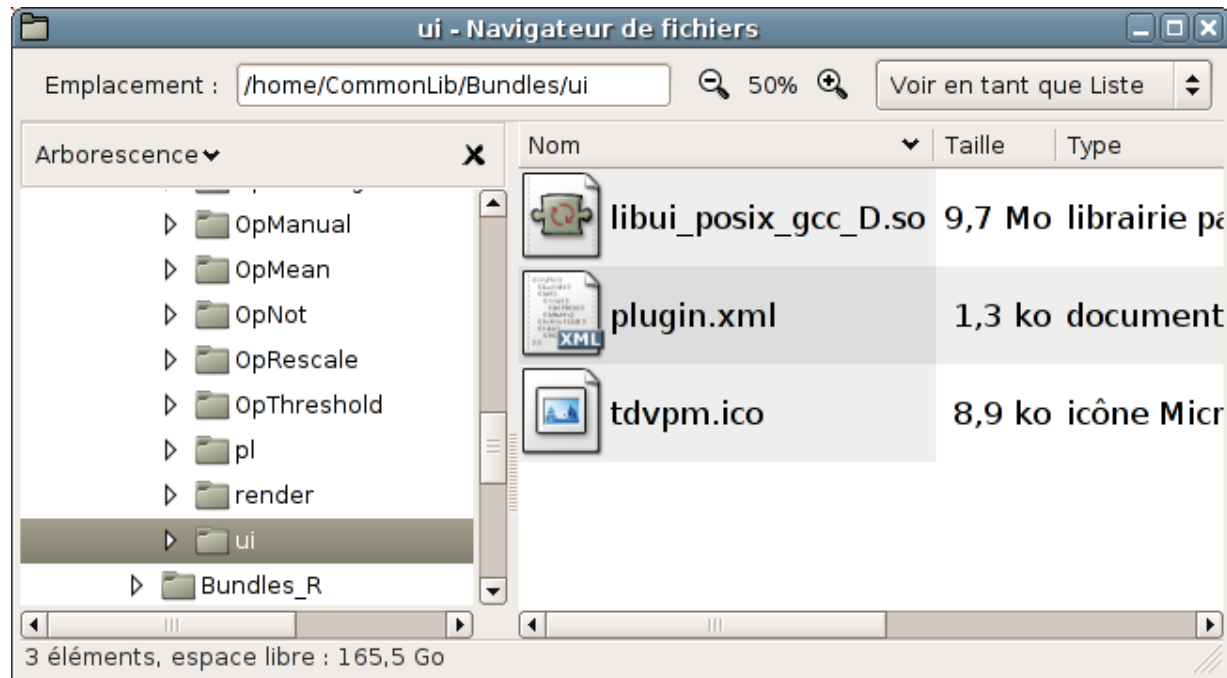 ui - Navigateur de fichiers
Emplacement : /home/CommonLib/Bundles/ui 50% Voir en tant que Liste
Arborescence
Nom Taille Type
OpManual
OpMean
OpNot
OpRescale
OpThreshold
pl
render
ui
Bundles_R
libui_posix_gcc_D.so 9,7 Mo librairie pa
plugin.xml 1,3 ko document
XML
tdvpm.ico 8,9 ko icône Micr
3 éléments, espace libre : 165,5 Go